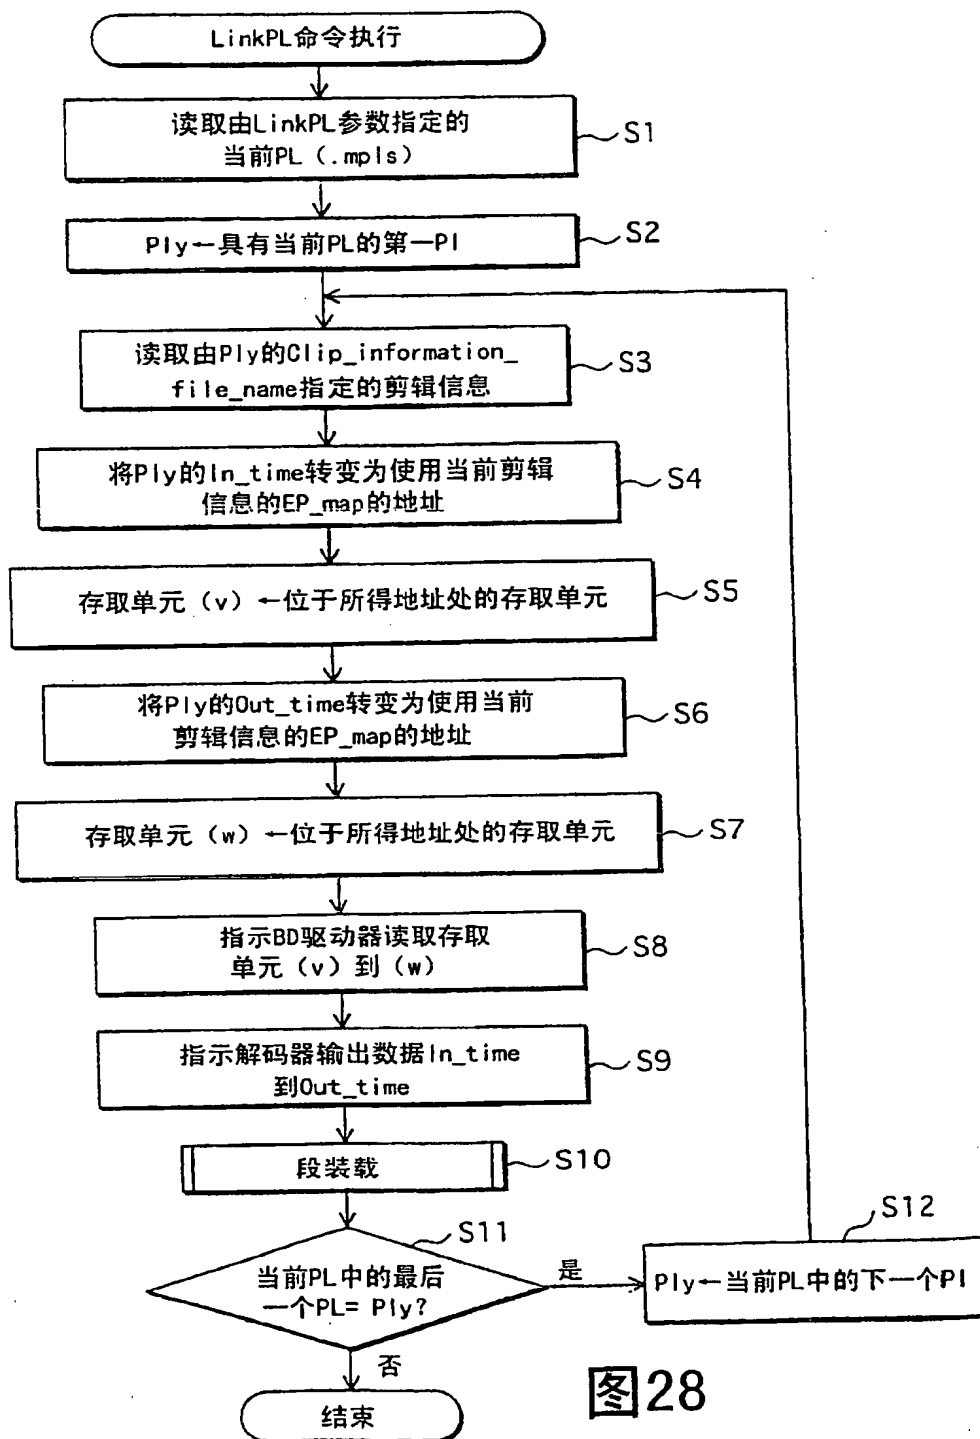 LinkPL命令执行
读取由LinkPL参数指定的
当前PL（.mpls）
S1
PIy←具有当前PL的第一PI
S2
读取由PIy的Clip_information_
file_name指定的剪辑信息
S3
将PIy的In_time转变为使用当前剪辑
信息的EP_map的地址
S4
存取单元（v）←位于所得地址处的存取单元
S5
将PIy的Out_time转变为使用当前
剪辑信息的EP_map的地址
S6
存取单元（w）←位于所得地址处的存取单元
S7
指示BD驱动器读取存取
单元（v）到（w）
S8
指示解码器输出数据In_time
到Out_time
S9
段装载
S10
S11
当前PL中的最后
一个PL= PIy?
是
S12
PIy←当前PL中的下一个PI
否
结束
图28